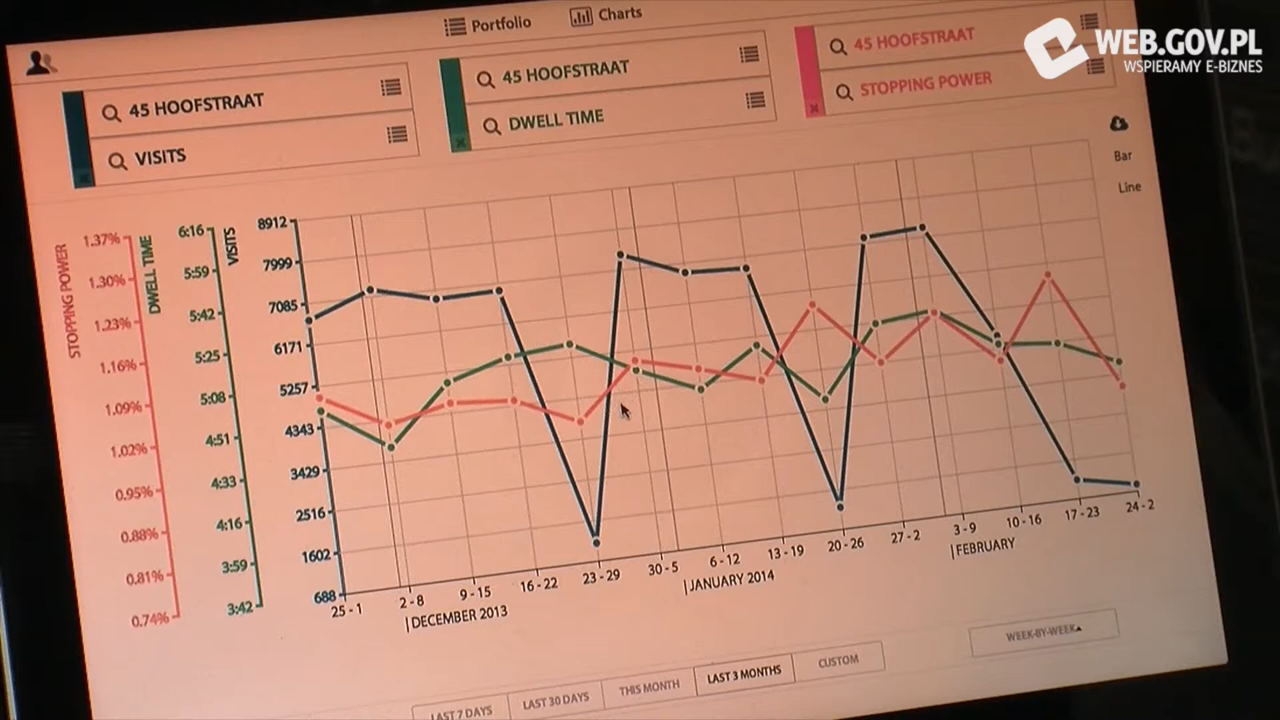 Portfolio
Charts
WEB.GOV.PL
WSPIERAMY E-BIZNES
45 HOOFSTRAAT
VISITS
45 HOOFSTRAAT
DWELL TIME
45 HOOFSTRAAT
STOPPING POWER
Bar
Line
STOPPING POWER
1.37%
1.30%
1.23%
1.16%
1.09%
1.02%
0.95%
0.88%
0.81%
0.74%
DWELL TIME
6:16
5:59
5:42
5:25
5:08
4:51
4:33
4:16
3:59
3:42
VISITS
8912
7999
7085
6171
5257
4343
3429
2516
1602
688
25 - 1
2 - 8
9 - 15
16 - 22
23 - 29
30 - 5
6 - 12
13 - 19
20 - 26
27 - 2
3 - 9
10 - 16
17 - 23
24 - 2
|DECEMBER 2013
|JANUARY 2014
|FEBRUARY
WEEK-BY-WEEK
LAST 7 DAYS
LAST 30 DAYS
THIS MONTH
LAST 3 MONTHS
CUSTOM